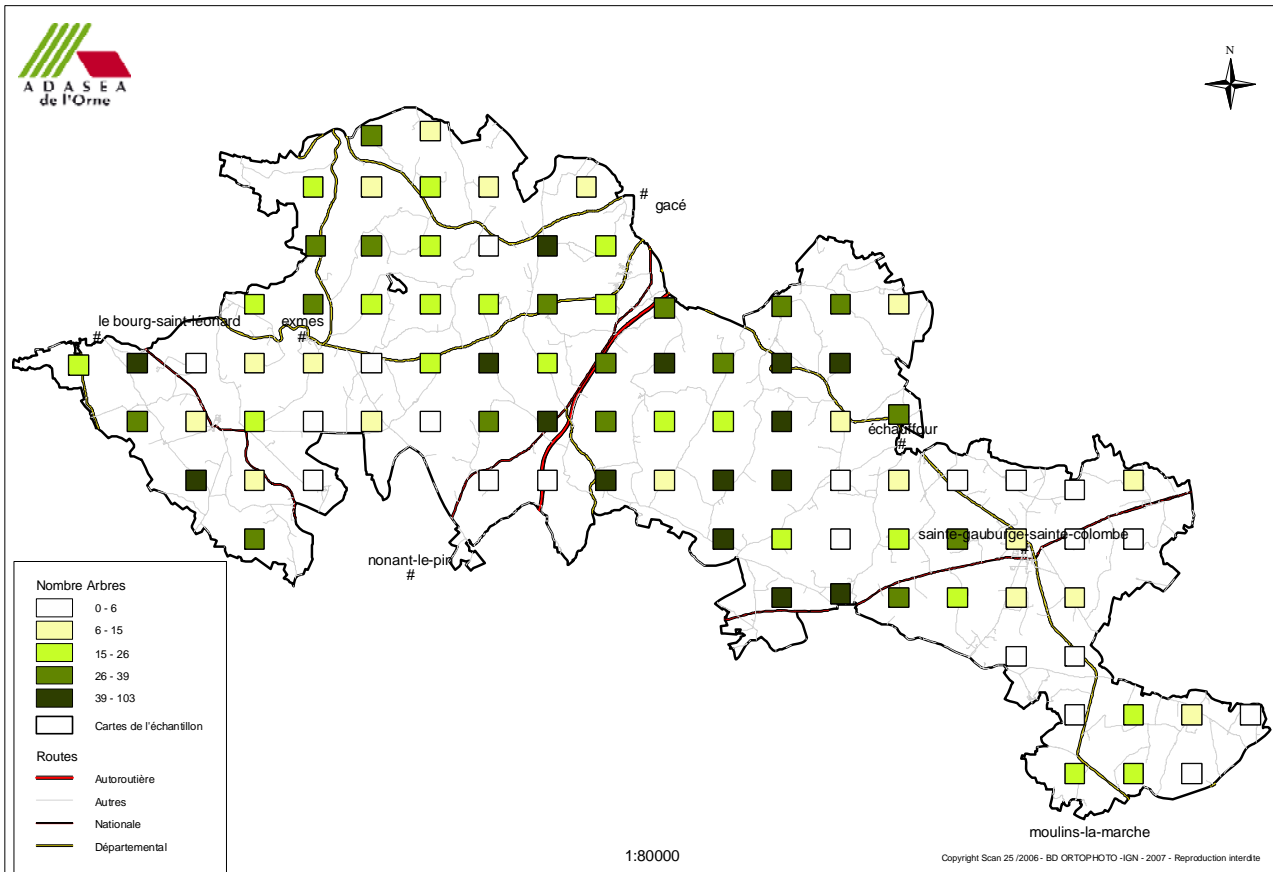 ADASEA
de l'Orne
N
#
gacé
le bourg-saint-léonard
#
exmes
#
échauffour
#
sainte-gauburge-sainte-colombe
#
nonant-le-pin
#
moulins-la-marche
Nombre Arbres
0 - 6
6 - 15
15 - 26
26 - 39
39 - 103
Cartes de l'échantillon
Routes
Autoroutière
Autres
Nationale
Départemental
1:80000
Copyright Scan 25 /2006 - BD ORTOPHOTO -IGN - 2007 - Reproduction interdite